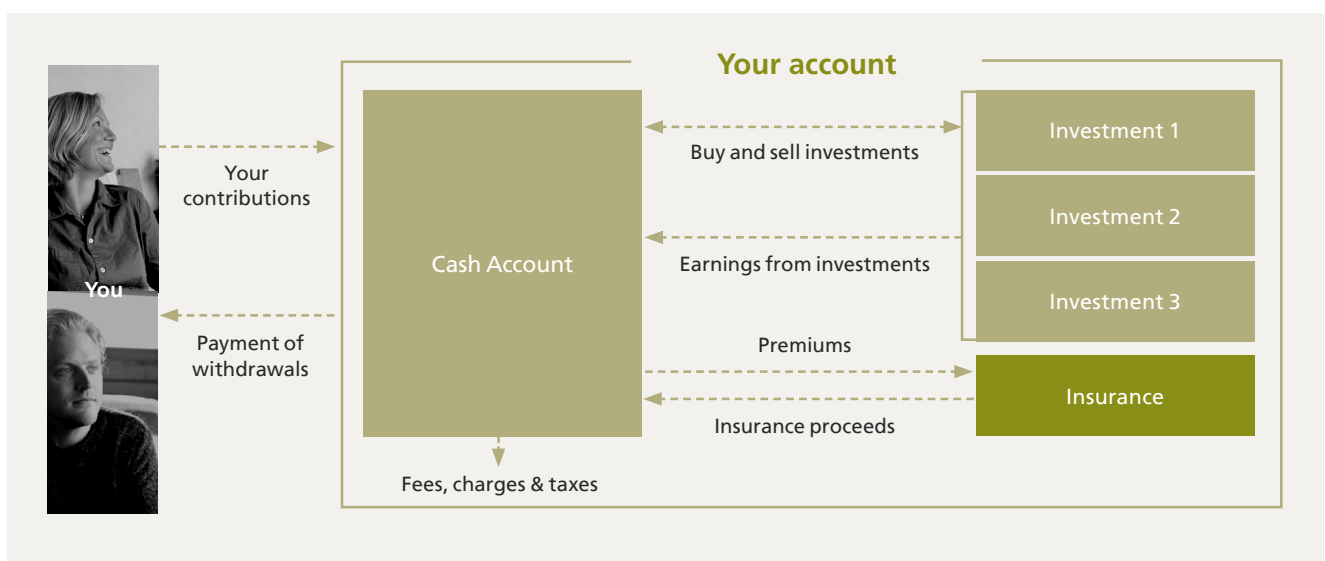 Your account
You
Your
contributions
Payment of
withdrawals
Cash Account
Buy and sell investments
Earnings from investments
Premiums
Insurance proceeds
Fees, charges & taxes
Investment 1
Investment 2
Investment 3
Insurance